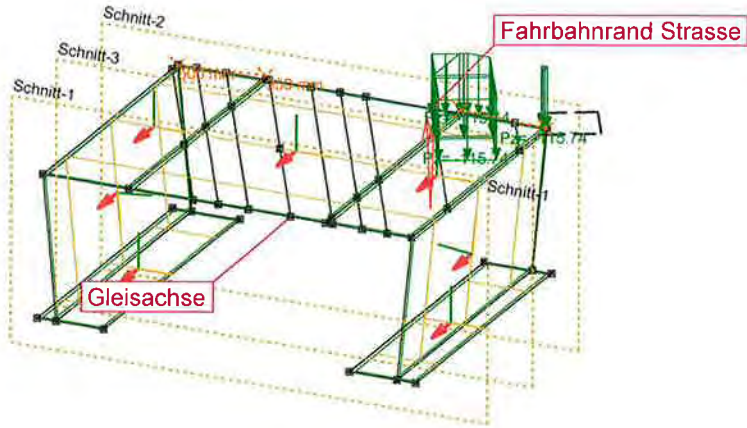 Schnitt-2
Fahrbahnrand Strasse
Schnitt-3
Schnitt-1
Schnitt-1
Gleisachse